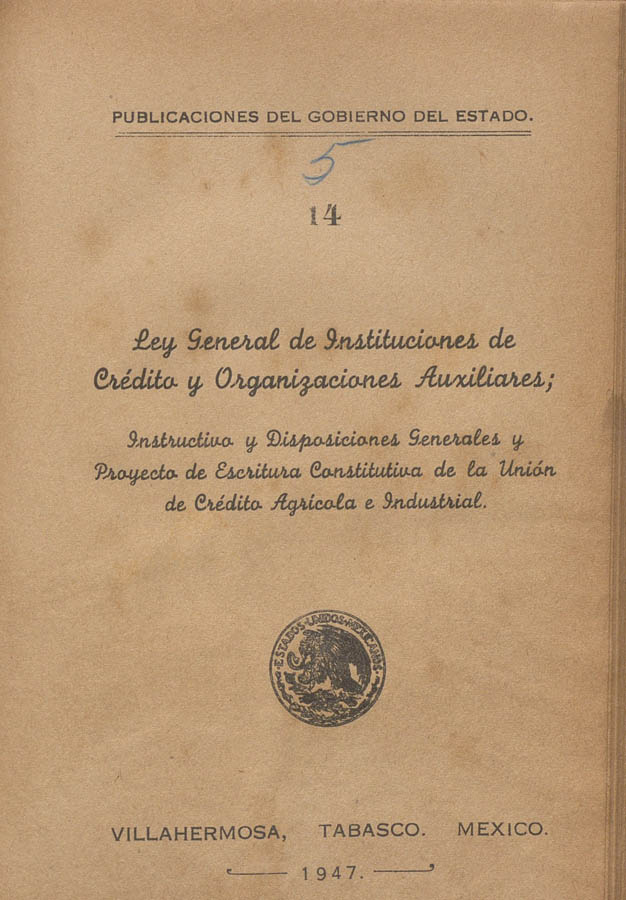 PUBLICACIONES DEL GOBIERNO DEL ESTADO.
5
14
Ley General de Instituciones de
Crédito y Organizaciones Auxiliares;
Instructivo y Disposiciones Generales y
Proyecto de Escritura Constitutiva de la Unión
de Crédito Agrícola e Industrial.
ESTADOS UNIDOS MEXICANOS
VILLAHERMOSA, TABASCO. MEXICO.
1947.